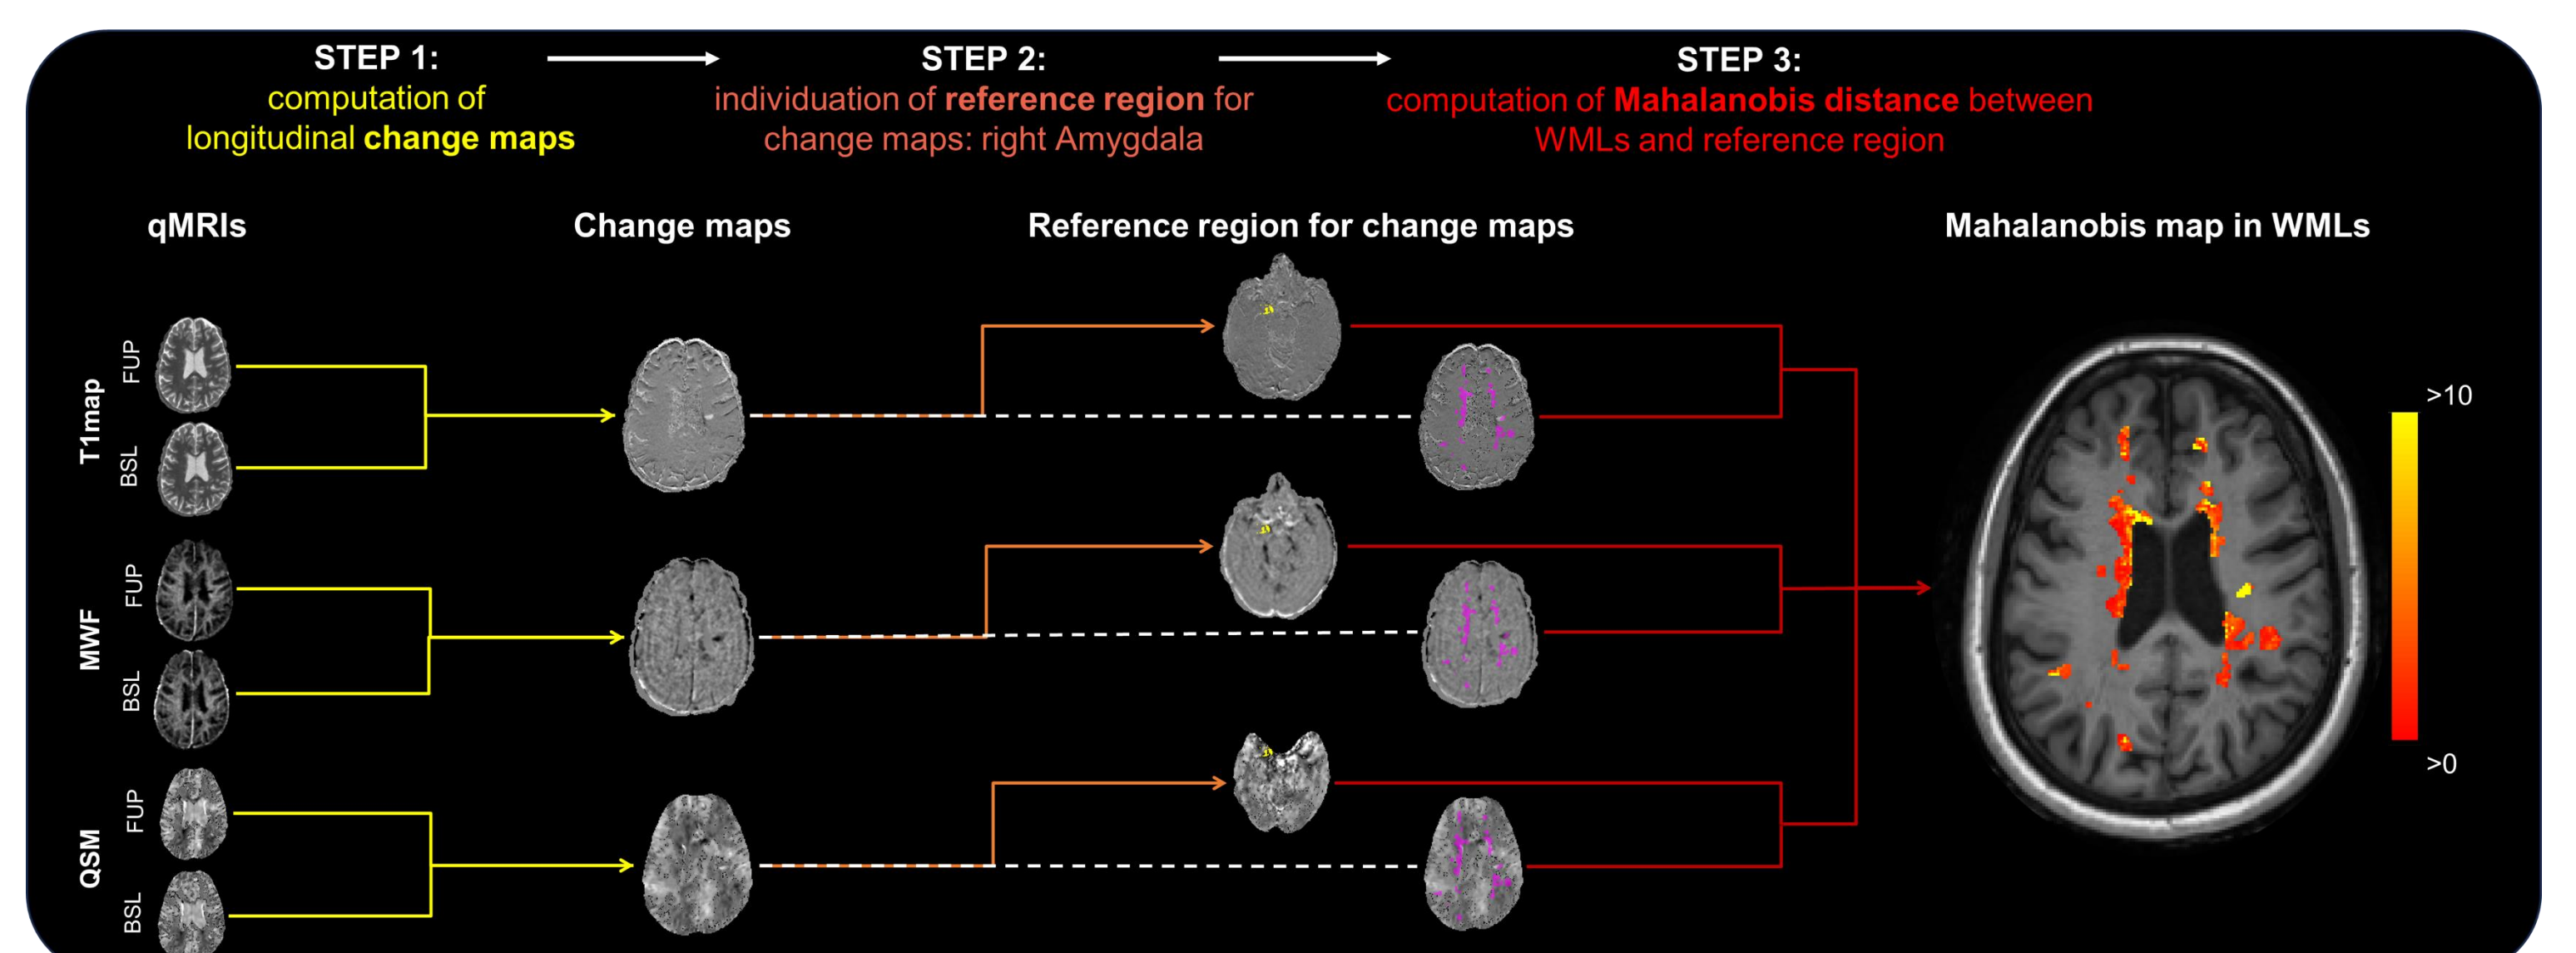 STEP 1:
computation of
longitudinal change maps
STEP 2:
individuation of reference region for
change maps: right Amygdala
STEP 3:
computation of Mahalanobis distance between
WMLs and reference region
qMRIs
Change maps
Reference region for change maps
Mahalanobis map in WMLs
T1map
FUP
BSL
MWF
FUP
BSL
QSM
FUP
BSL
>10
>0